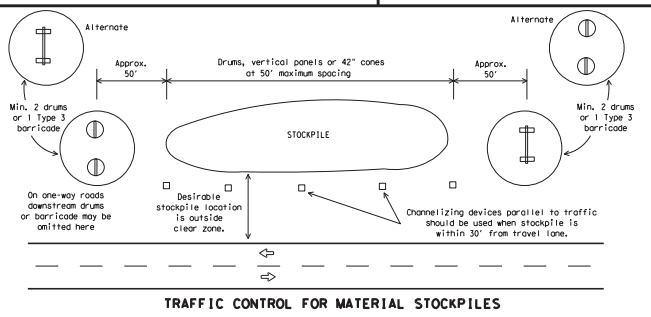 Alternate
Alternate
Approx.
50'
Drums, vertical panels or 42" cones
at 50' maximum spacing
Approx.
50'
Min. 2 drums
or 1 Type 3
barricade
Min. 2 drums
or 1 Type 3
barricade
STOCKPILE
On one-way roads
downstream drums
or barricade may be
omitted here
Desirable
stockpile location
is outside
clear zone.
Channelizing devices parallel to traffic
should be used when stockpile is
within 30' from travel lane.
TRAFFIC CONTROL FOR MATERIAL STOCKPILES